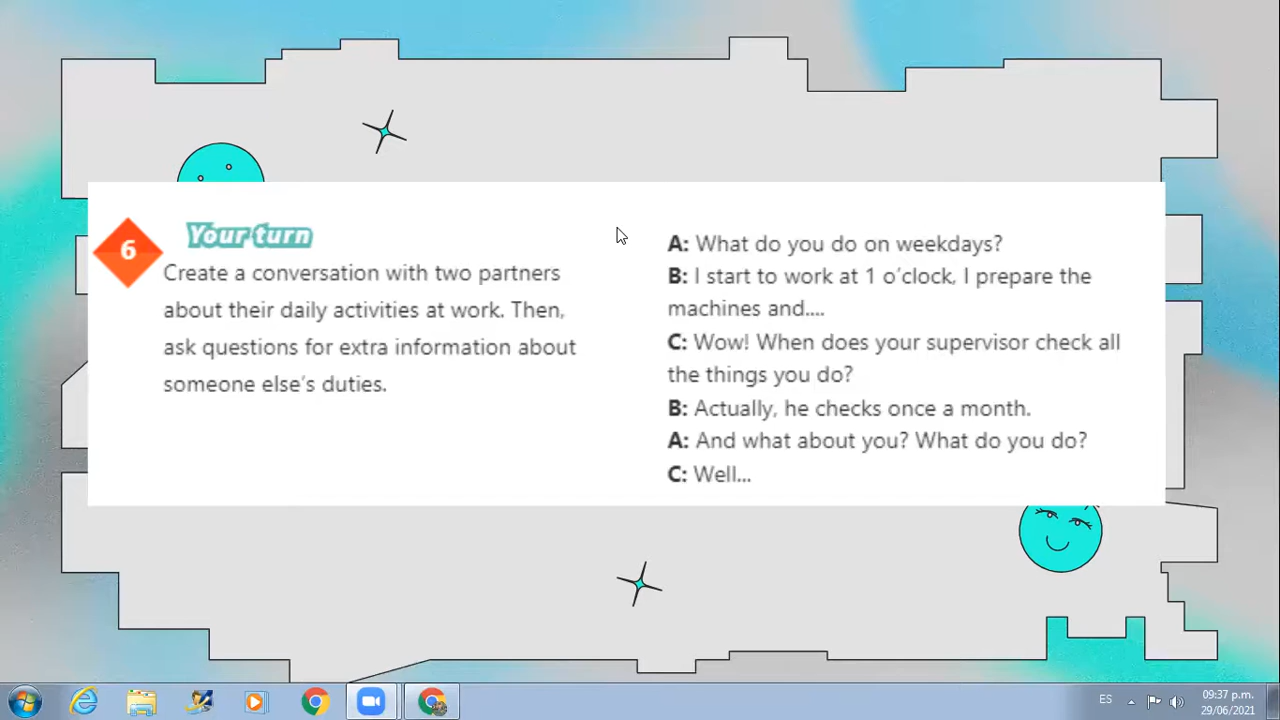 6
Your turn
Create a conversation with two partners
about their daily activities at work. Then,
ask questions for extra information about
someone else's duties.
A: What do you do on weekdays?
B: I start to work at 1 o'clock, I prepare the
machines and....
C: Wow! When does your supervisor check all
the things you do?
B: Actually, he checks once a month.
A: And what about you? What do you do?
C: Well...
ES
09:37 p.m.
29/06/2021